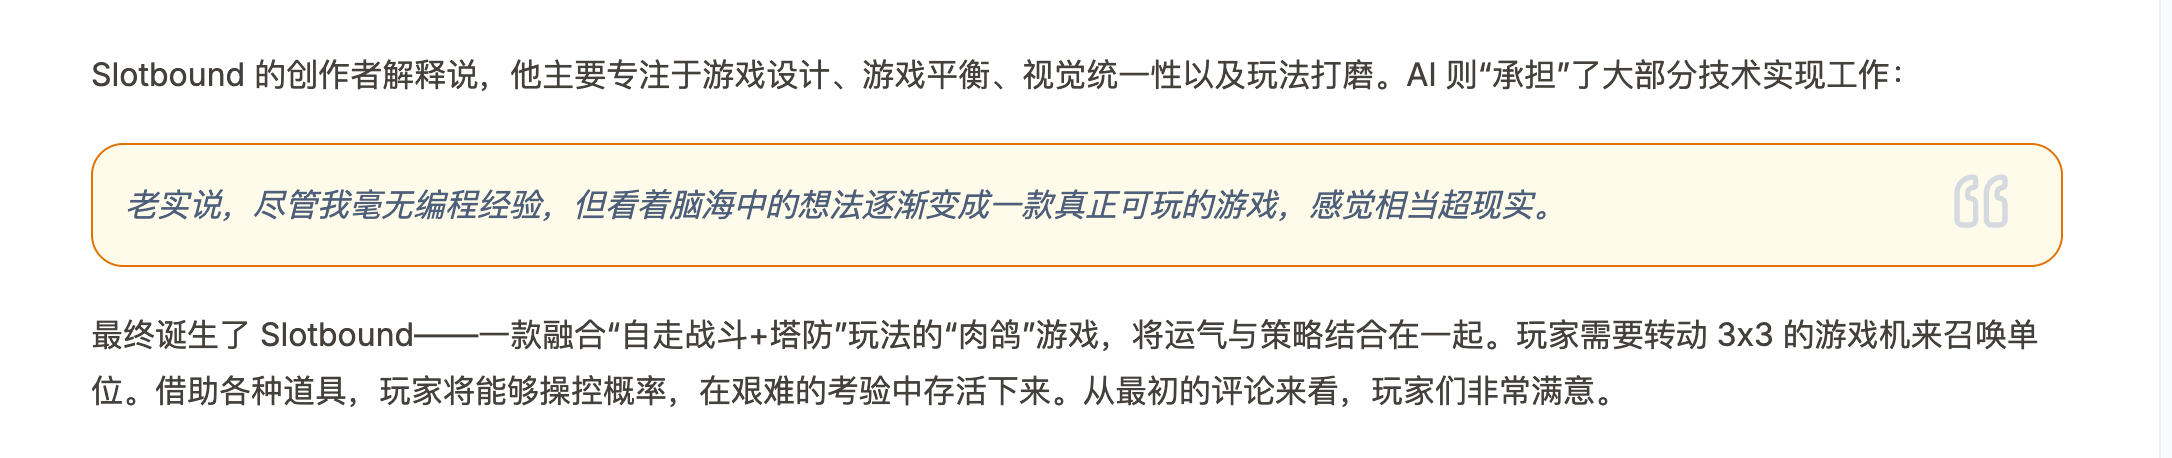 Slotbound 的创作者解释说，他主要专注于游戏设计、游戏平衡、视觉统一性以及玩法打磨。AI 则“承担”了大部分技术实现工作：
老实说，尽管我毫无编程经验，但看着脑海中的想法逐渐变成一款真正可玩的游戏，感觉相当超现实。
最终诞生了 Slotbound——一款融合“自走战斗+塔防”玩法的“肉鸽”游戏，将运气与策略结合在一起。玩家需要转动 3x3 的游戏机来召唤单
位。借助各种道具，玩家将能够操控概率，在艰难的考验中存活下来。从最初的评论来看，玩家们非常满意。